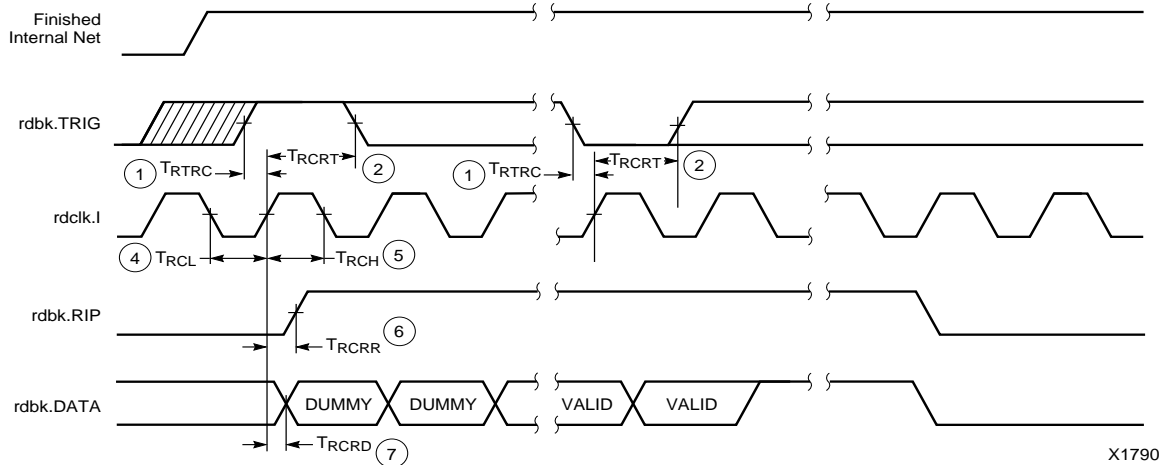 Finished
Internal Net
rdbk.TRIG
1 TRTRC
TRCRT 2
1 TRTRC
TRCRT 2
rdclk.I
4 TRCL
TRCH 5
rdbk.RIP
6
TRCRR
rdbk.DATA
DUMMY DUMMY VALID VALID
TRCRD 7
X1790